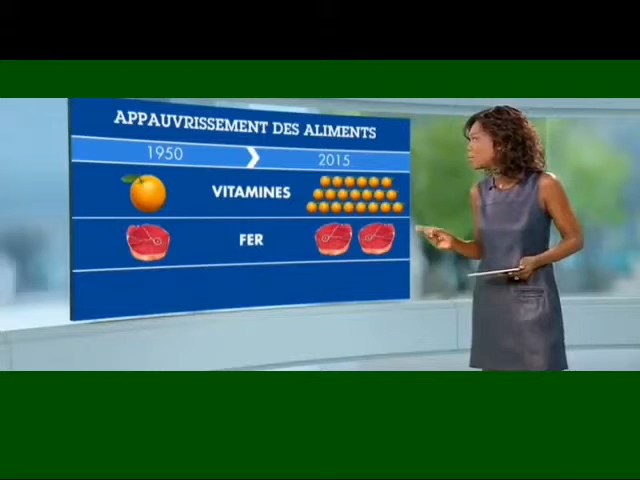 APPAUVRISSEMENT DES ALIMENTS
1950 2015
VITAMINES
FER